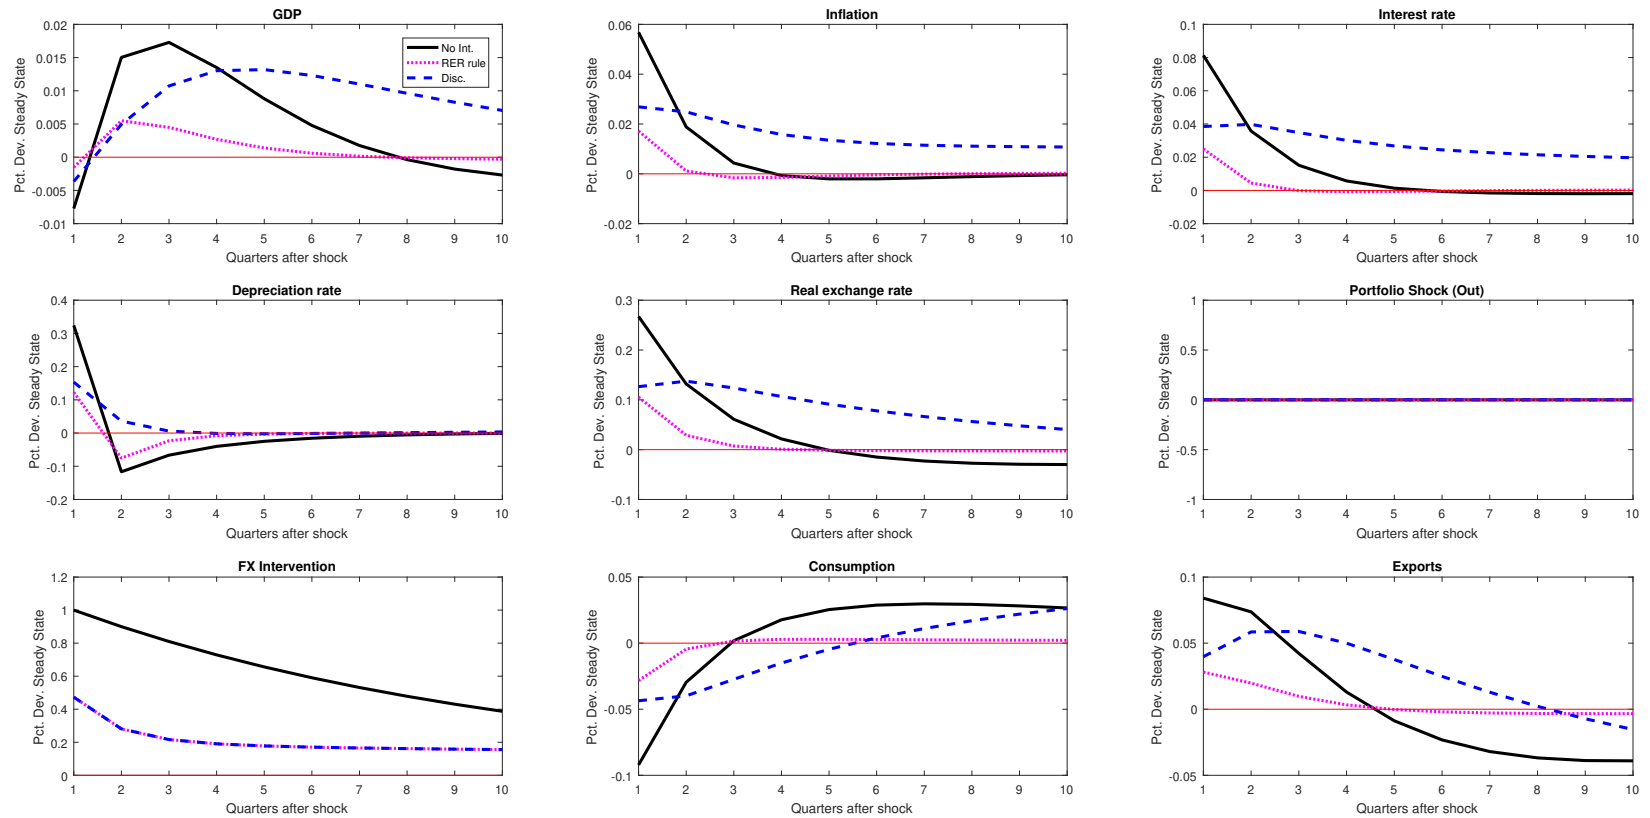 GDP
Pct. Dev. Steady State
0.02
0.015
0.01
0.005
0
-0.005
-0.01
No Int.
RER rule
Disc.
1 2 3 4 5 6 7 8 9 10
Quarters after shock
Inflation
Pct. Dev. Steady State
0.06
0.04
0.02
0
-0.02
1 2 3 4 5 6 7 8 9 10
Quarters after shock
Interest rate
Pct. Dev. Steady State
0.1
0.08
0.06
0.04
0.02
0
-0.02
1 2 3 4 5 6 7 8 9 10
Quarters after shock
Depreciation rate
Pct. Dev. Steady State
0.4
0.3
0.2
0.1
0
-0.1
-0.2
1 2 3 4 5 6 7 8 9 10
Quarters after shock
Real exchange rate
Pct. Dev. Steady State
0.3
0.2
0.1
0
-0.1
1 2 3 4 5 6 7 8 9 10
Quarters after shock
Portfolio Shock (Out)
Pct. Dev. Steady State
1
0.5
0
-0.5
-1
1 2 3 4 5 6 7 8 9 10
Quarters after shock
FX Intervention
Pct. Dev. Steady State
1.2
1
0.8
0.6
0.4
0.2
0
1 2 3 4 5 6 7 8 9 10
Quarters after shock
Consumption
Pct. Dev. Steady State
0.05
0
-0.05
-0.1
1 2 3 4 5 6 7 8 9 10
Quarters after shock
Exports
Pct. Dev. Steady State
0.1
0.05
0
-0.05
1 2 3 4 5 6 7 8 9 10
Quarters after shock